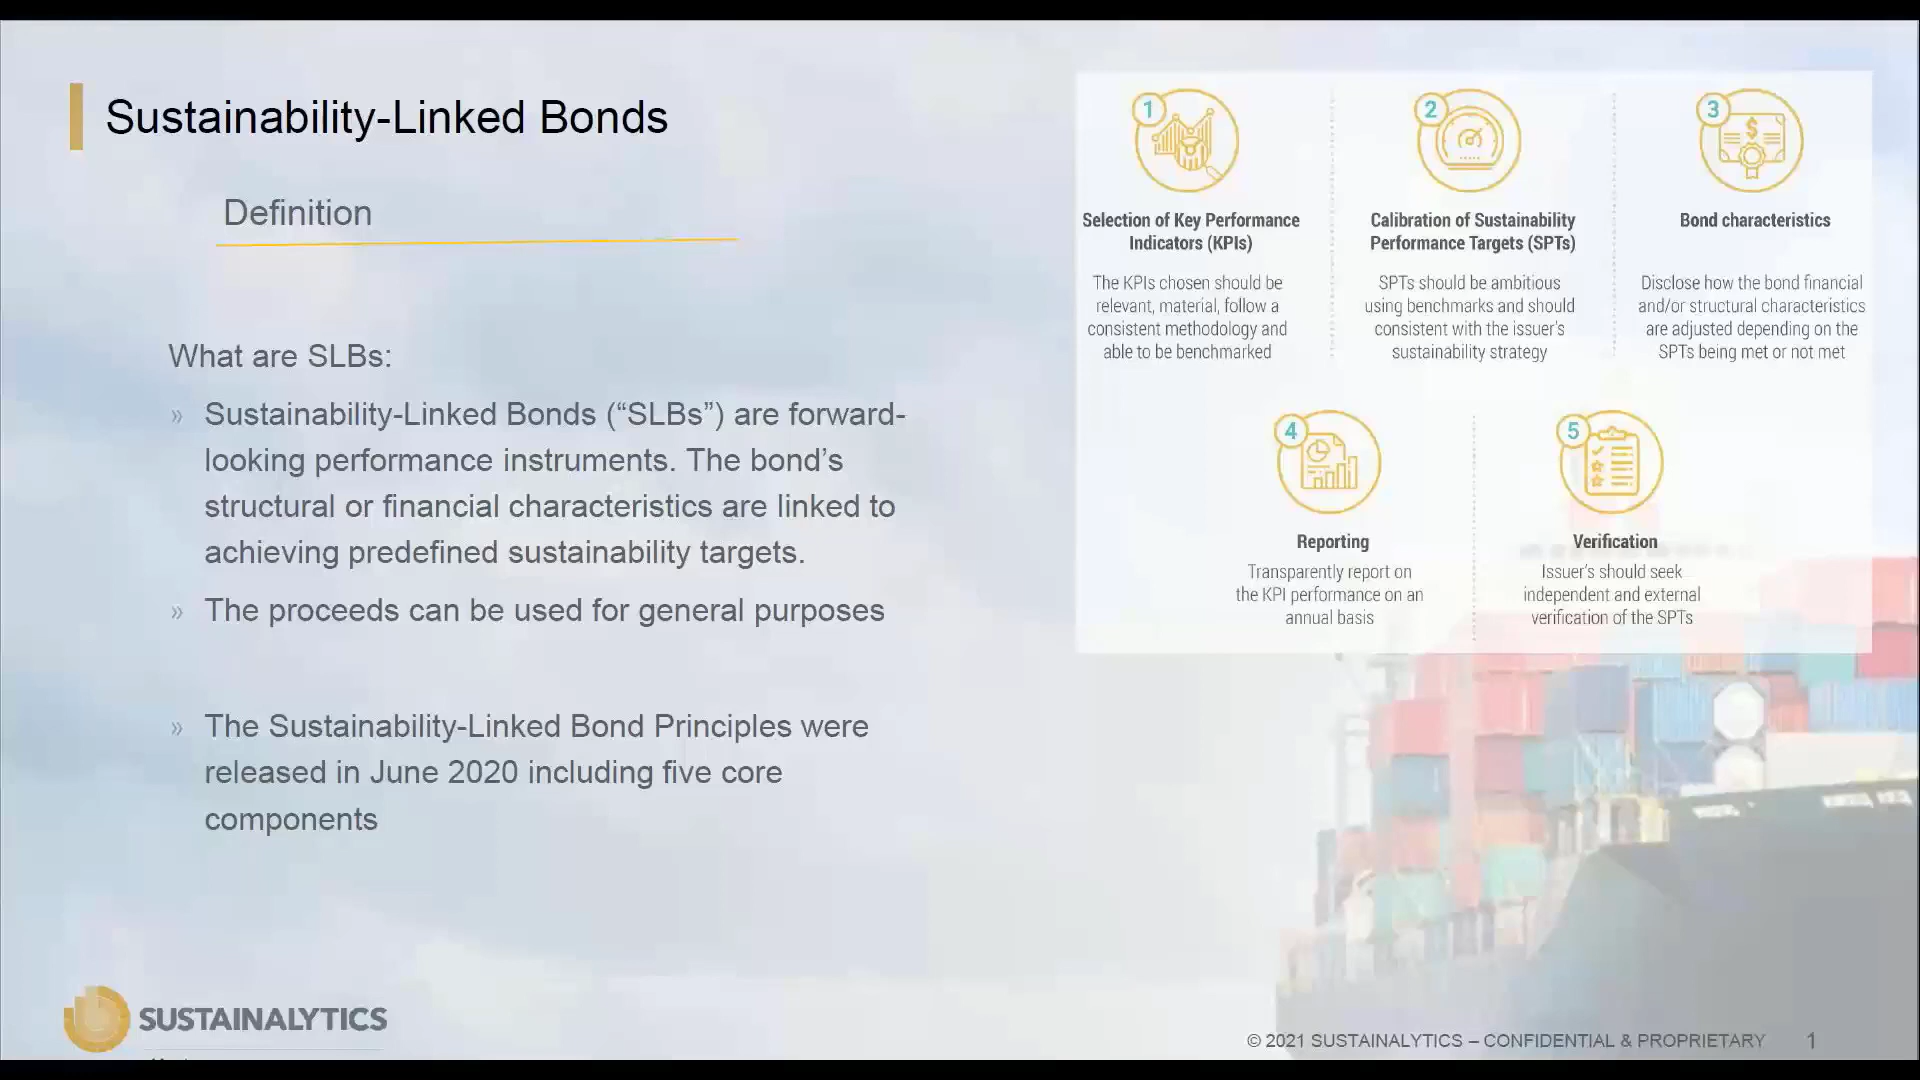 Sustainability-Linked Bonds
Definition
What are SLBs:
» Sustainability-Linked Bonds (“SLBs”) are forward-
looking performance instruments. The bond’s
structural or financial characteristics are linked to
achieving predefined sustainability targets.
» The proceeds can be used for general purposes
» The Sustainability-Linked Bond Principles were
released in June 2020 including five core
components
1
Selection of Key Performance
Indicators (KPIs)
The KPIs chosen should be
relevant, material, follow a
consistent methodology and
able to be benchmarked
2
Calibration of Sustainability
Performance Targets (SPTs)
SPTs should be ambitious
using benchmarks and should
consistent with the issuer's
sustainability strategy
3
Bond characteristics
Disclose how the bond financial
and/or structural characteristics
are adjusted depending on the
SPTs being met or not met
4
Reporting
Transparently report on
the KPI performance on an
annual basis
5
Verification
Issuer's should seek
independent and external
verification of the SPTs
SUSTAINALYTICS
© 2021 SUSTAINALYTICS – CONFIDENTIAL & PROPRIETARY 1